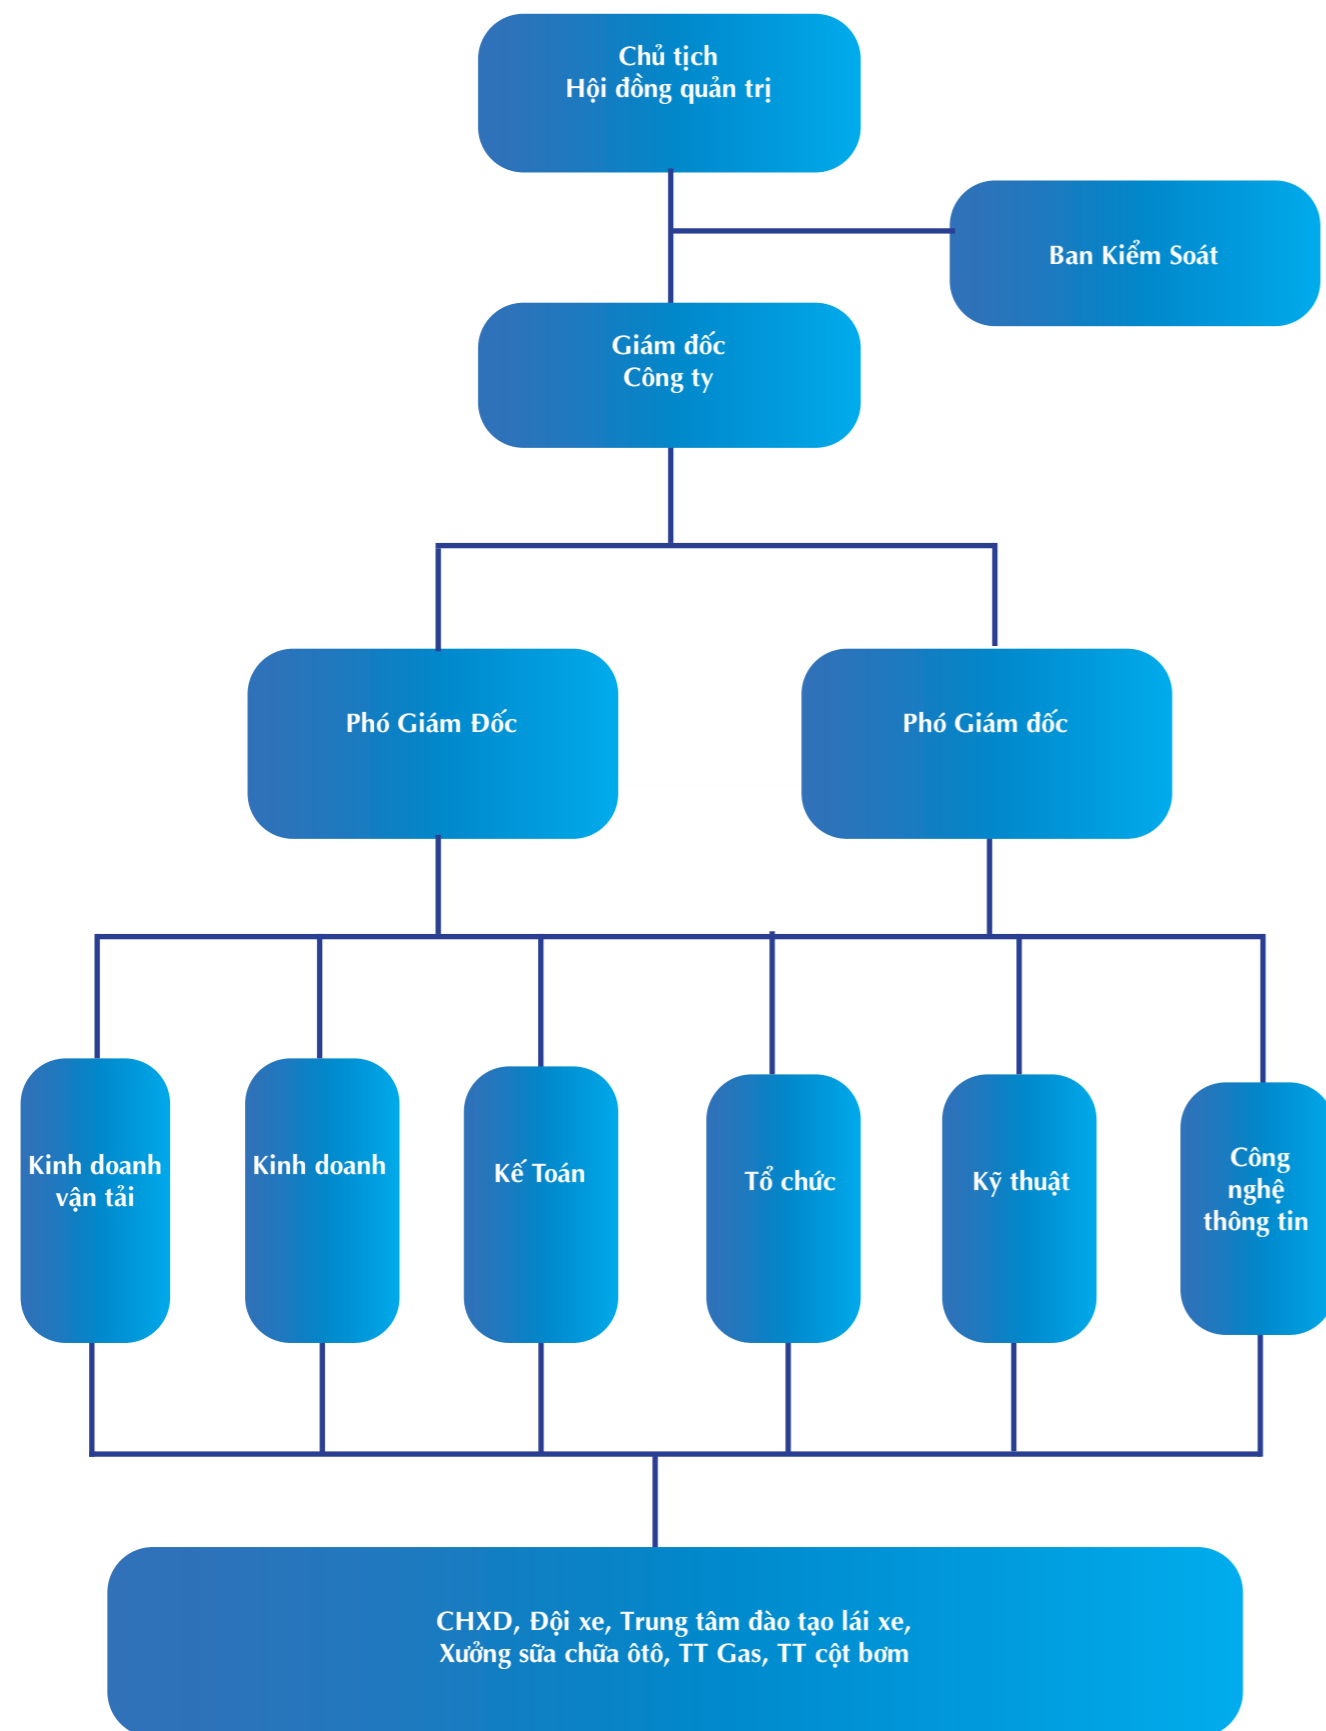 Chủ tịch
Hội đồng quản trị
Ban Kiểm Soát
Giám đốc
Công ty
Phó Giám Đốc
Phó Giám đốc
Kinh doanh
vận tải
Kinh doanh
Kế Toán
Tổ chức
Kỹ thuật
Công
nghệ
thông tin
CHXD, Đội xe, Trung tâm đào tạo lái xe,
Xưởng sữa chữa ôtô, TT Gas, TT cột bơm